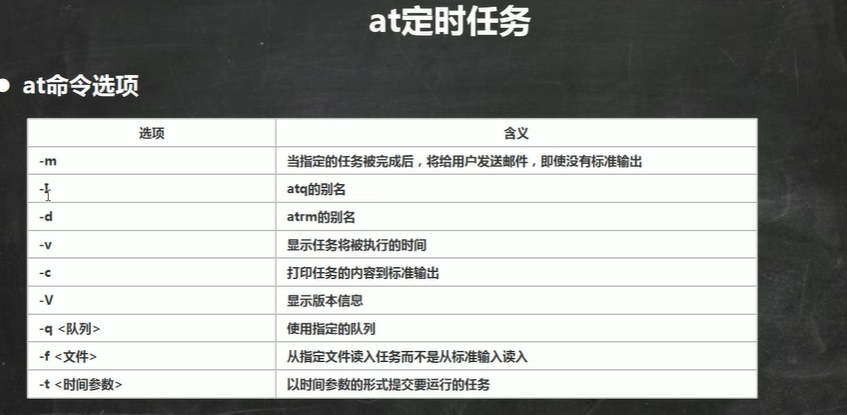 at定时任务
at命令选项
选项 含义
-m 当指定的任务被完成后，将给用户发送邮件，即使没有标准输出
-I atq的别名
-d atrm的别名
-v 显示任务将被执行的时间
-c 打印任务的内容到标准输出
-V 显示版本信息
-q <队列> 使用指定的队列
-f <文件> 从指定文件读入任务而不是从标准输入读入
-t <时间参数> 以时间参数的形式提交要运行的任务